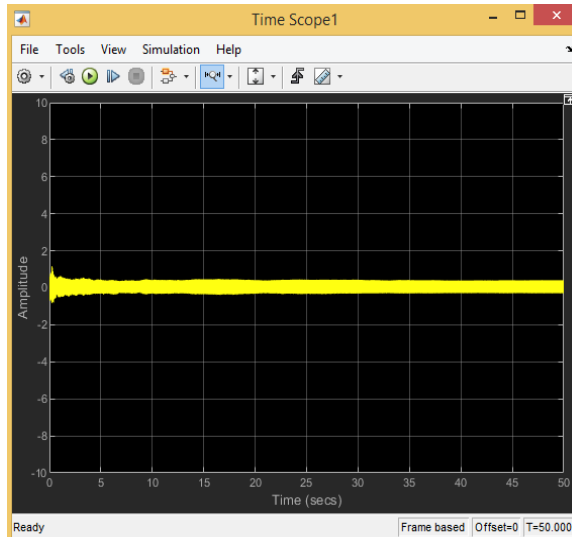 Time Scope1
File Tools View Simulation Help
10
8
6
4
2
0
-2
-4
-6
-8
-10
Amplitude
0 5 10 15 20 25 30 35 40 45 50
Time (secs)
Ready Frame based Offset=0 T=50.000